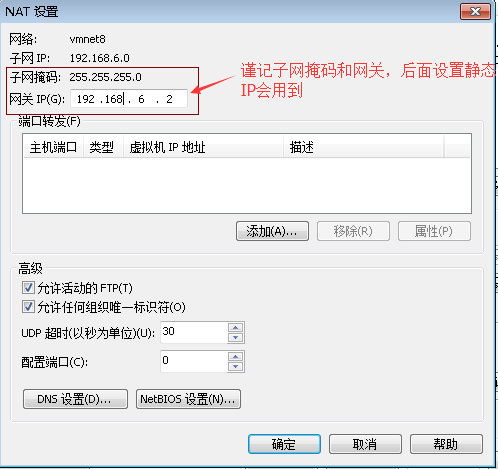 NAT 设置
网络: vmnet8
子网 IP: 192.168.6.0
子网掩码: 255.255.255.0
网关 IP(G): 192 .168. 6 . 2
谨记子网掩码和网关，后面设置静态
IP会用到
端口转发(F)
主机端口 类型 虚拟机 IP 地址 描述
添加(A)... 移除(R) 属性(P)
高级
允许活动的 FTP(T)
允许任何组织唯一标识符(O)
UDP 超时(以秒为单位)(U): 30
配置端口(C): 0
DNS 设置(D)... NetBIOS 设置(N)...
确定 取消 帮助